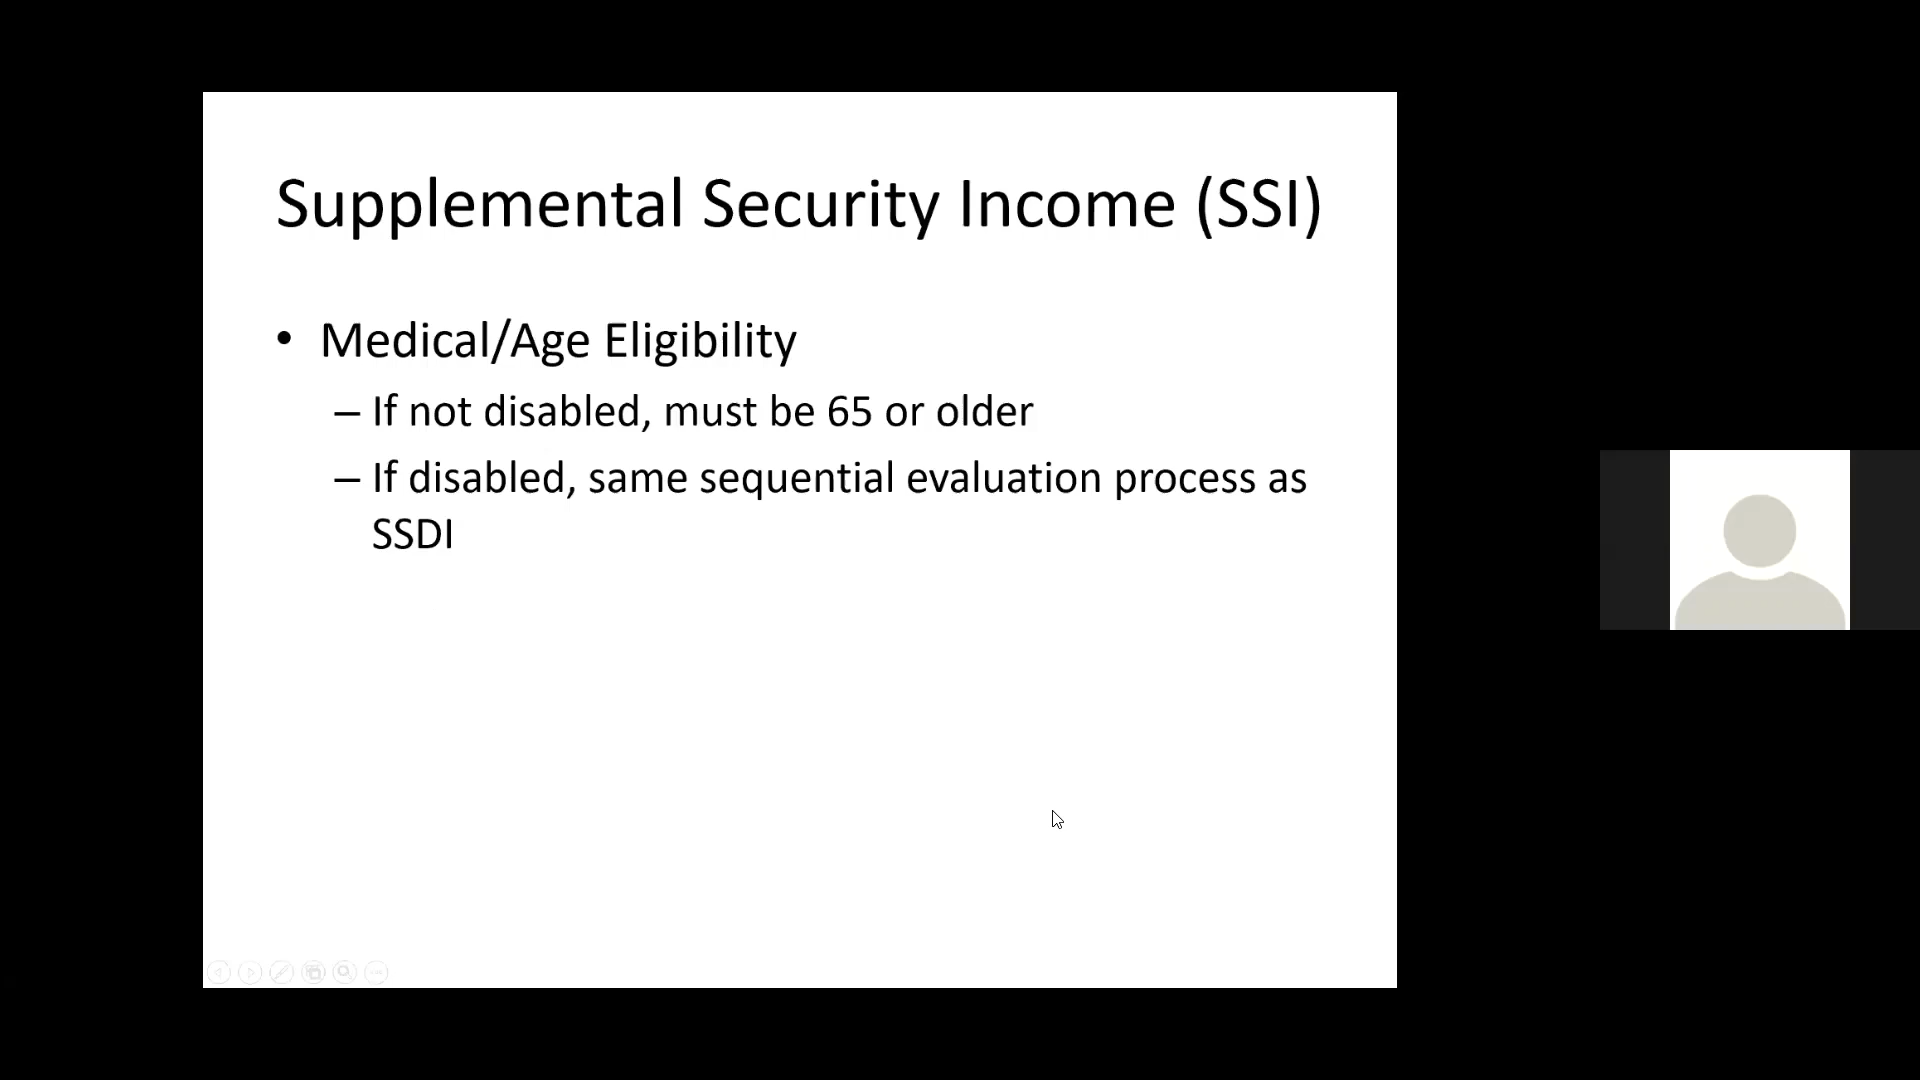 Supplemental Security Income (SSI)
• Medical/Age Eligibility
– If not disabled, must be 65 or older
– If disabled, same sequential evaluation process as
SSDI